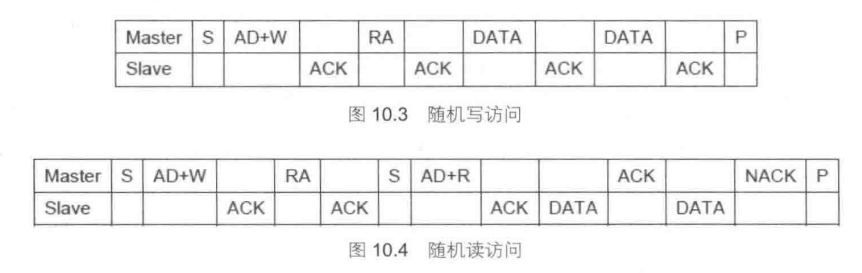 Master S AD+W RA DATA DATA P
Slave ACK ACK ACK ACK
图 10.3 随机写访问
Master S AD+W RA S AD+R ACK NACK P
Slave ACK ACK ACK DATA DATA
图 10.4 随机读访问